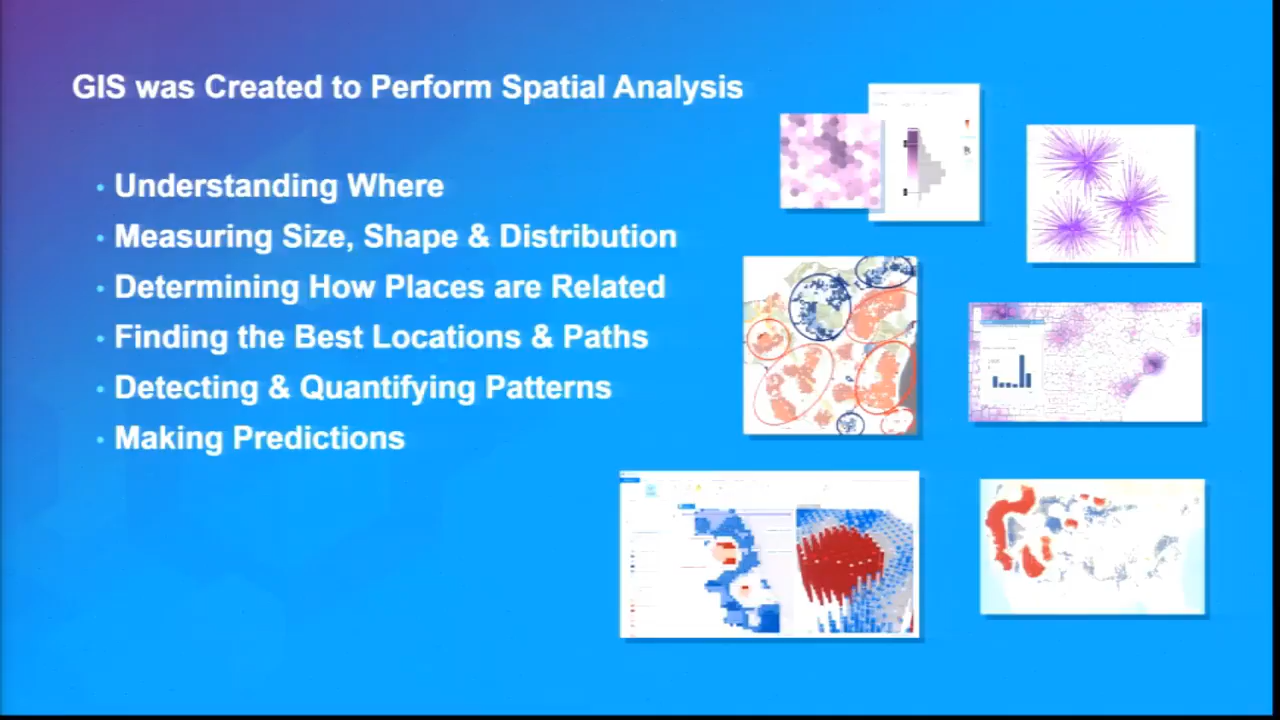 GIS was Created to Perform Spatial Analysis
• Understanding Where
• Measuring Size, Shape & Distribution
• Determining How Places are Related
• Finding the Best Locations & Paths
• Detecting & Quantifying Patterns
• Making Predictions